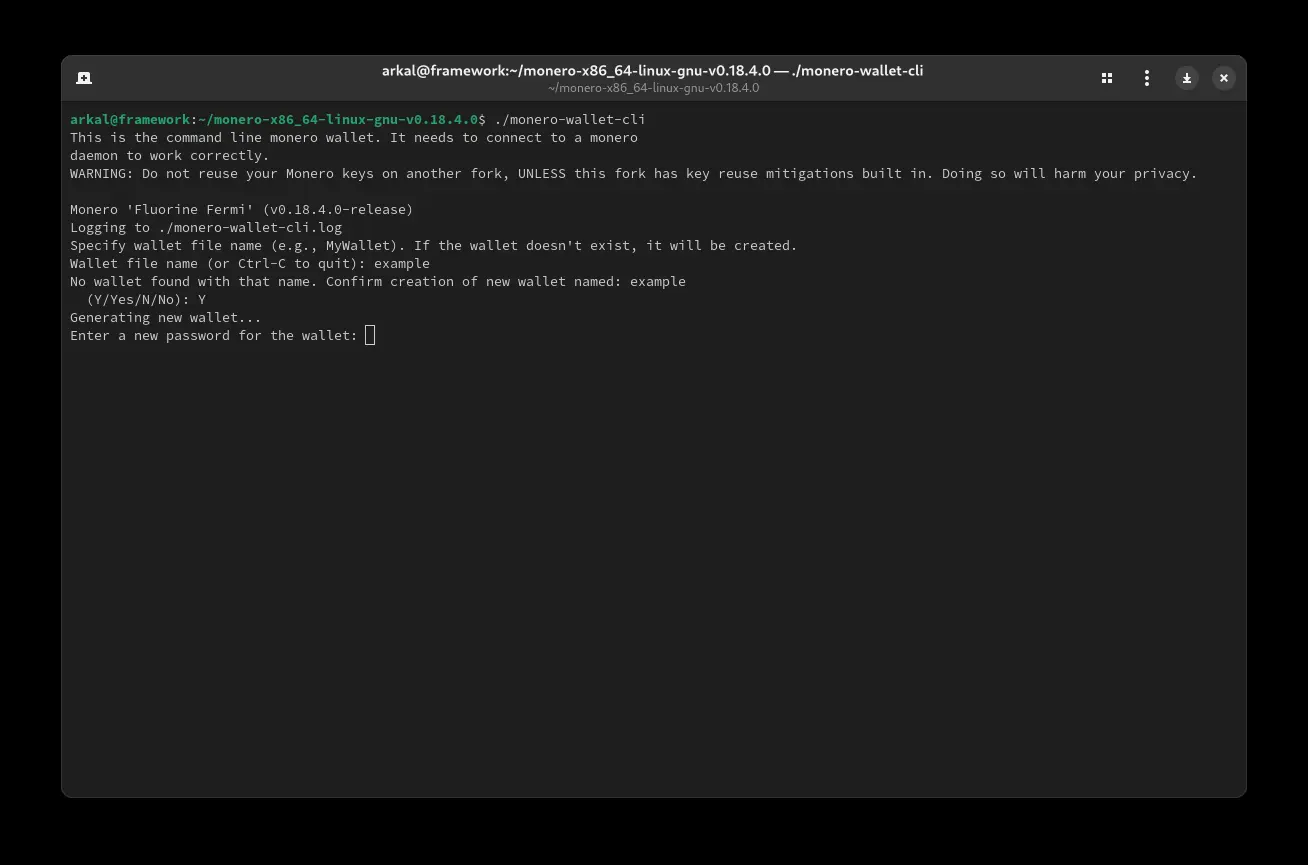 arkal@framework:~/monero-x86_64-linux-gnu-v0.18.4.0 — ./monero-wallet-cli
~/monero-x86_64-linux-gnu-v0.18.4.0
arkal@framework:~/monero-x86_64-linux-gnu-v0.18.4.0$ ./monero-wallet-cli
This is the command line monero wallet. It needs to connect to a monero
daemon to work correctly.
WARNING: Do not reuse your Monero keys on another fork, UNLESS this fork has key reuse mitigations built in. Doing so will harm your privacy.
Monero 'Fluorine Fermi' (v0.18.4.0-release)
Logging to ./monero-wallet-cli.log
Specify wallet file name (e.g., MyWallet). If the wallet doesn't exist, it will be created.
Wallet file name (or Ctrl-C to quit): example
No wallet found with that name. Confirm creation of new wallet named: example
  (Y/Yes/N/No): Y
Generating new wallet...
Enter a new password for the wallet: